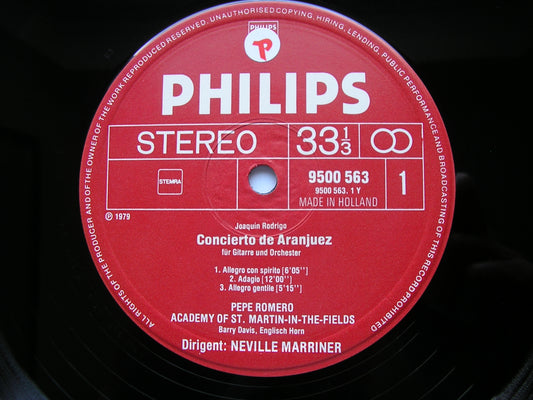 ALL RIGHTS OF THE PRODUCER AND OF THE OWNER OF THE WORK REPRODUCED RESERVED. UNAUTHORISED COPYING, HIRING, LENDING, PUBLIC PERFORMANCE AND BROADCASTING OF THIS RECORD PROHIBITED
P
PHILIPS
STEREO 33 1/3
STEMRA
9500 563
9500 563. 1 Y
MADE IN HOLLAND
1
℗ 1979
Joaquin Rodrigo
Concierto de Aranjuez
für Gitarre und Orchester
1. Allegro con spirito [6'05'']
2. Adagio [12'00'']
3. Allegro gentile [5'15'']
PEPE ROMERO
ACADEMY OF ST. MARTIN-IN-THE-FIELDS
Barry Davis, Englisch Horn
Dirigent: NEVILLE MARRINER